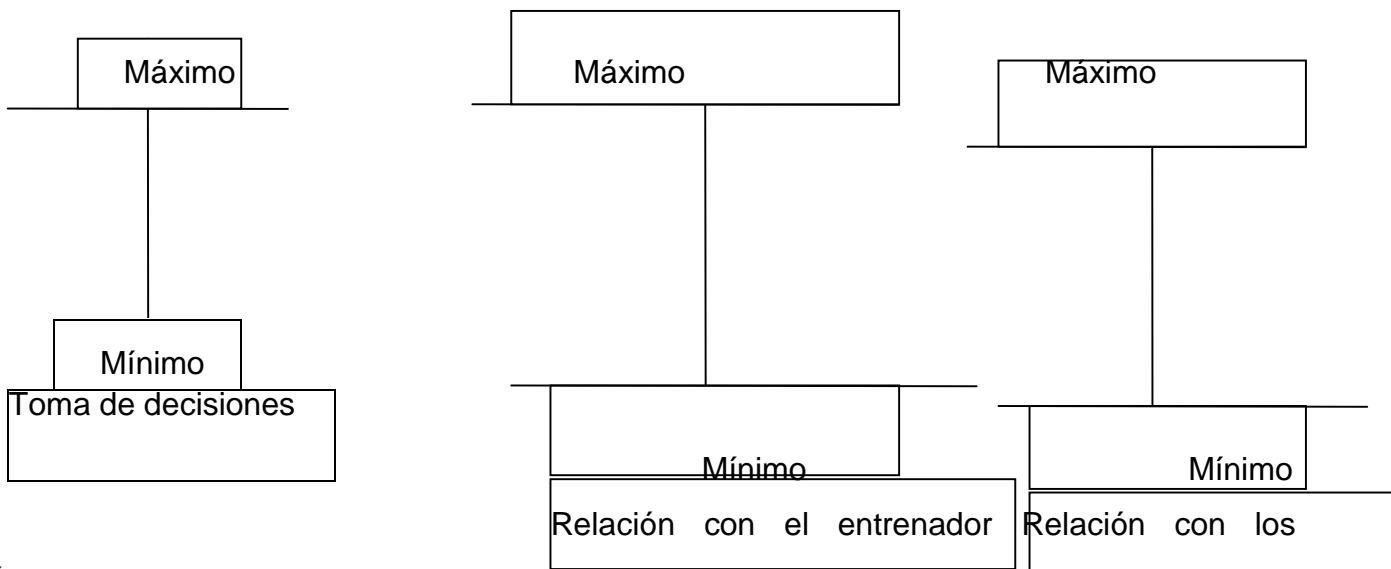 Máximo
Máximo
Máximo
Mínimo
Toma de decisiones
Mínimo
Mínimo
Relación con el entrenador
Relación con los